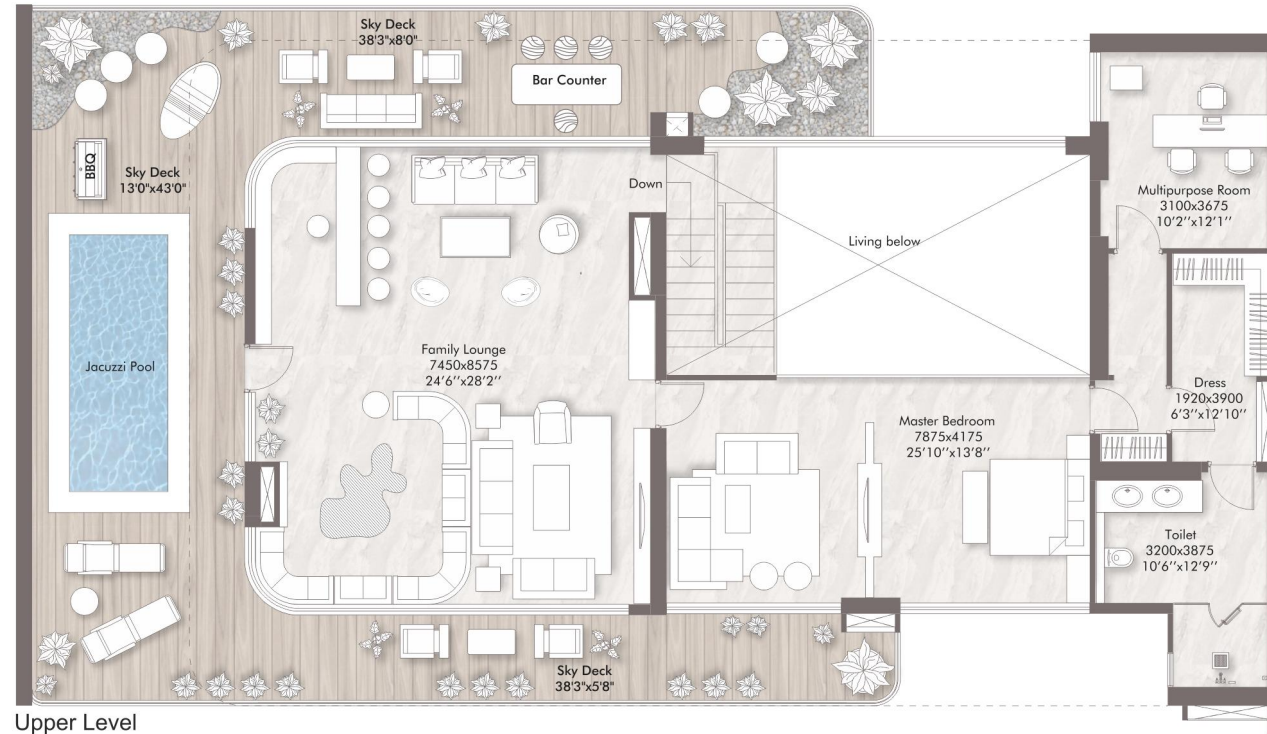 Sky Deck
38'3"x8'0"
Bar Counter
BBQ
Sky Deck
13'0"x43'0"
Down
Living below
Multipurpose Room
3100x3675
10'2''x12'1''
Jacuzzi Pool
Family Lounge
7450x8575
24'6''x28'2''
Dress
1920x3900
6'3''x12'10''
Master Bedroom
7875x4175
25'10''x13'8''
Toilet
3200x3875
10'6''x12'9''
Sky Deck
38'3"x5'8"
Upper Level